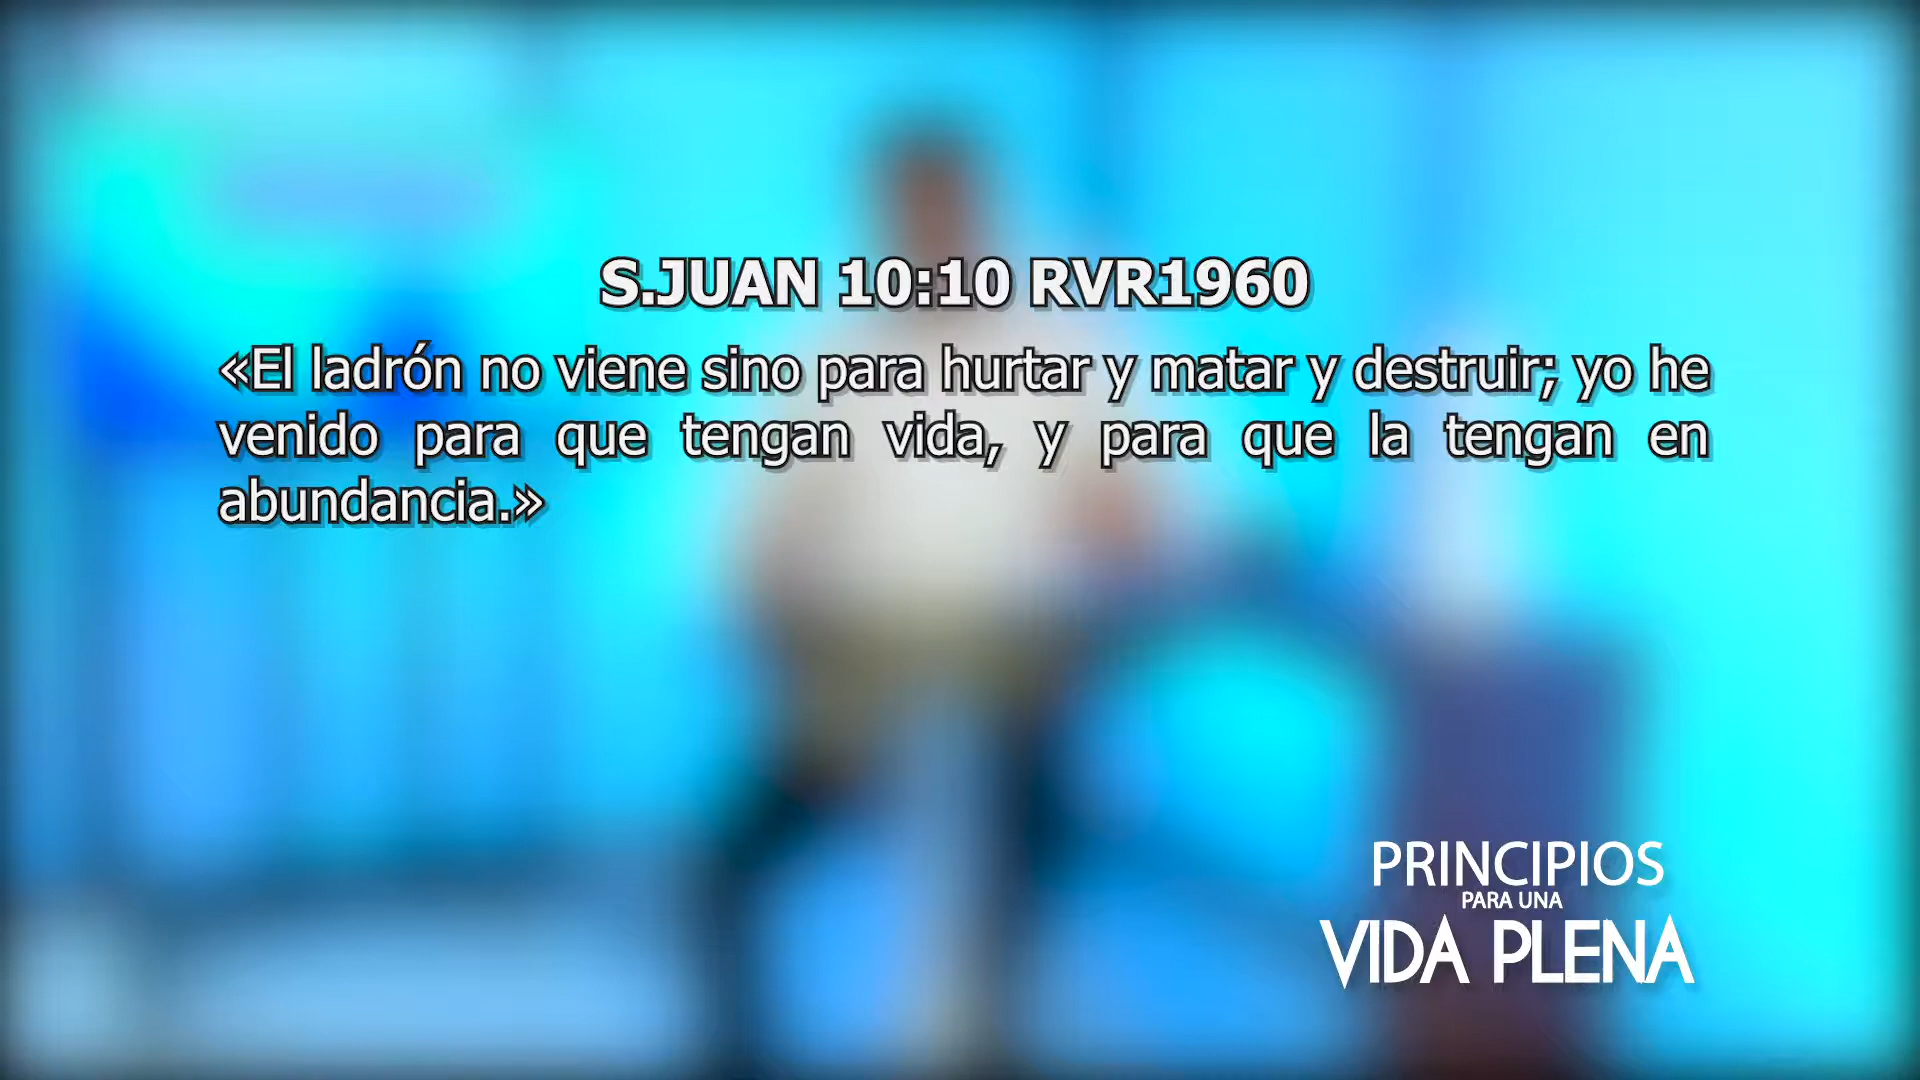 S.JUAN 10:10 RVR1960
«El ladrón no viene sino para hurtar y matar y destruir; yo he
venido para que tengan vida, y para que la tengan en
abundancia.»
PRINCIPIOS
PARA UNA
VIDA PLENA